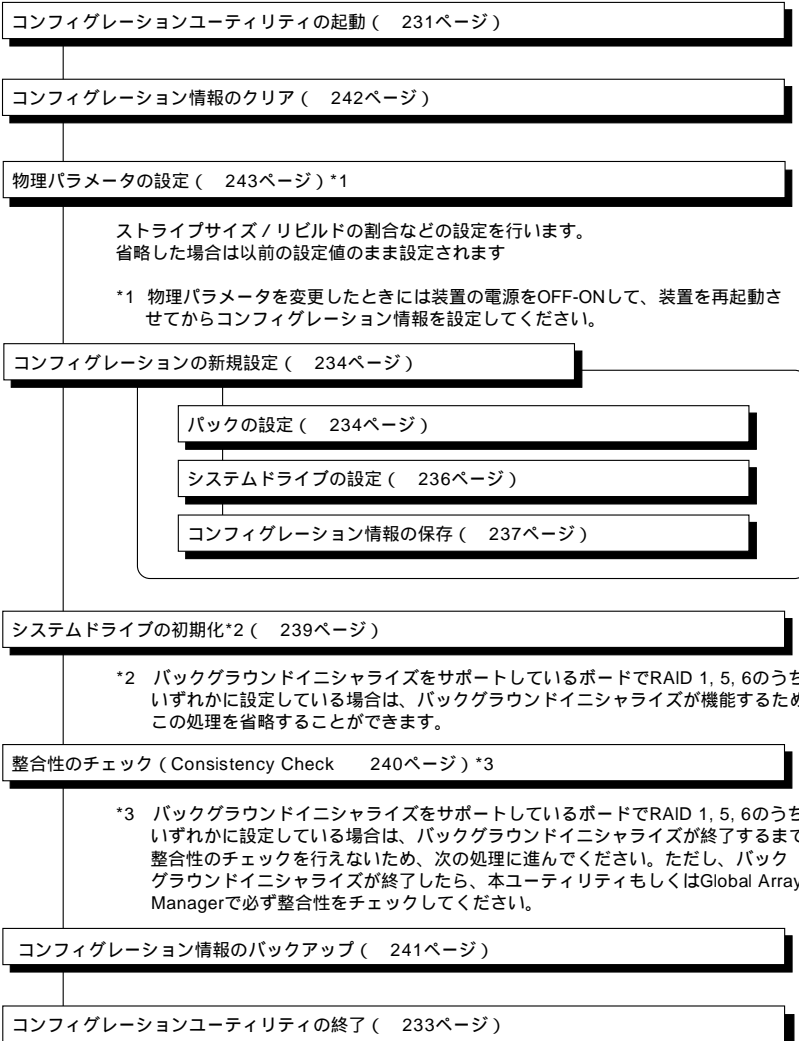 コンフィグレーションユーティリティの起動（　231ページ）
コンフィグレーション情報のクリア（　242ページ）
物理パラメータの設定（　243ページ）*1
ストライプサイズ／リビルドの割合などの設定を行います。
省略した場合は以前の設定値のまま設定されます
*1 物理パラメータを変更したときには装置の電源をOFF-ONして、装置を再起動さ
せてからコンフィグレーション情報を設定してください。
コンフィグレーションの新規設定（　234ページ）
パックの設定（　234ページ）
システムドライブの設定（　236ページ）
コンフィグレーション情報の保存（　237ページ）
システムドライブの初期化*2（　239ページ）
*2　バックグラウンドイニシャライズをサポートしているボードでRAID 1, 5, 6のうち
いずれかに設定している場合は、バックグラウンドイニシャライズが機能するため
この処理を省略することができます。
整合性のチェック（Consistency Check　　240ページ）*3
*3　バックグラウンドイニシャライズをサポートしているボードでRAID 1, 5, 6のうち
いずれかに設定している場合は、バックグラウンドイニシャライズが終了するまで
整合性のチェックを行えないため、次の処理に進んでください。ただし、バック
グラウンドイニシャライズが終了したら、本ユーティリティもしくはGlobal Array
Managerで必ず整合性をチェックしてください。
コンフィグレーション情報のバックアップ（　241ページ）
コンフィグレーションユーティリティの終了（　233ページ）